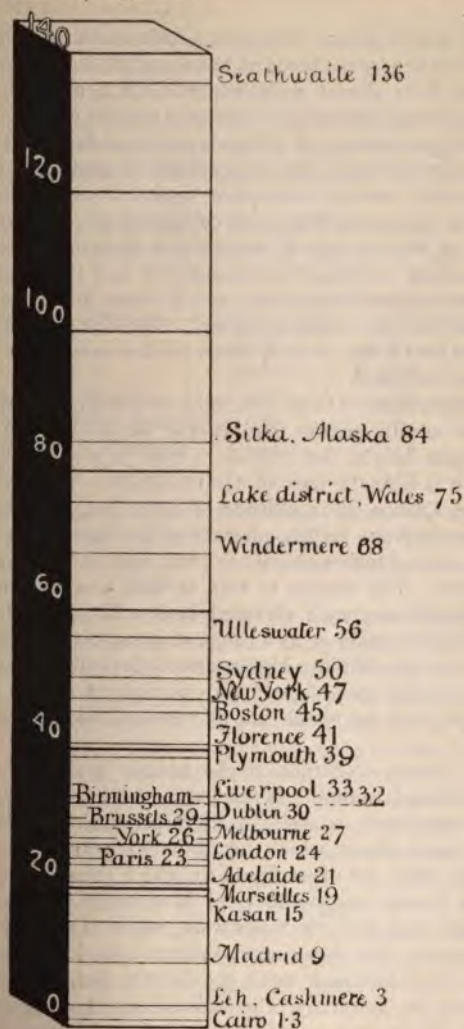 140
Seathwaite 136
120
100
Sitka, Alaska 84
80
Lake district, Wales 75
Windermere 68
60
Ulleswater 56
Sydney 50
New York 47
Boston 45
40
Florence 41
Plymouth 39
Birmingham Liverpool 33 32
Brussels 29 Dublin 30
York 26 Melbourne 27
Paris 23 London 24
20
Adelaide 21
Marseilles 19
Kasan 15
Madrid 9
0
Leh, Cashmere 3
Cairo 1·3